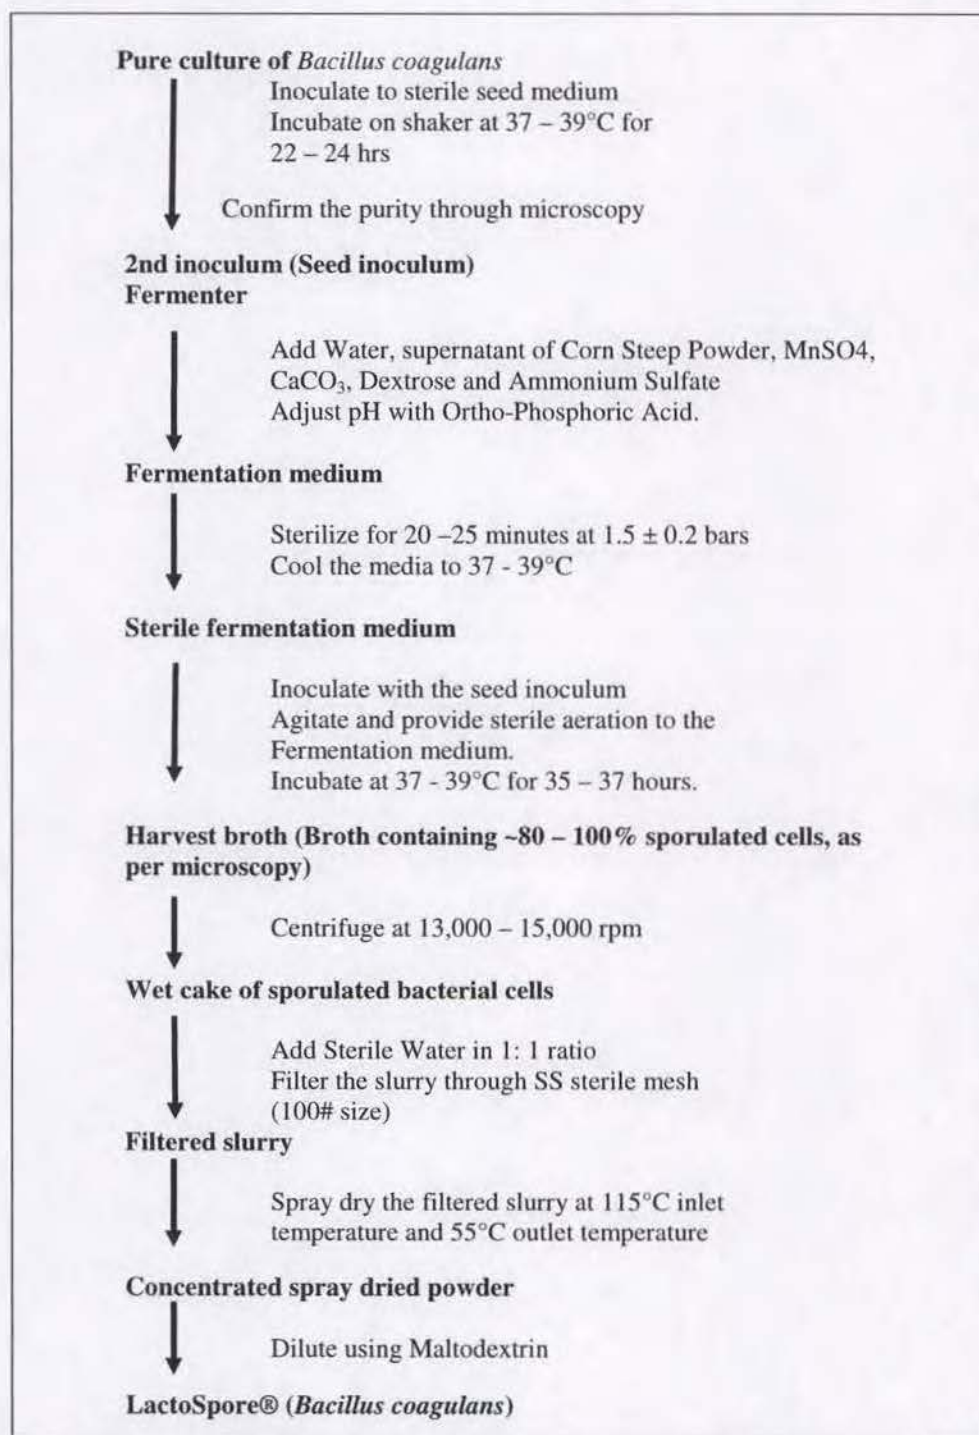 Pure culture of Bacillus coagulans
Inoculate to sterile seed medium
Incubate on shaker at 37 – 39°C for
22 – 24 hrs
Confirm the purity through microscopy
2nd inoculum (Seed inoculum)
Fermenter
Add Water, supernatant of Corn Steep Powder, MnSO4,
CaCO₃, Dextrose and Ammonium Sulfate
Adjust pH with Ortho-Phosphoric Acid.
Fermentation medium
Sterilize for 20 –25 minutes at 1.5 ± 0.2 bars
Cool the media to 37 - 39°C
Sterile fermentation medium
Inoculate with the seed inoculum
Agitate and provide sterile aeration to the
Fermentation medium.
Incubate at 37 - 39°C for 35 – 37 hours.
Harvest broth (Broth containing ~80 – 100% sporulated cells, as
per microscopy)
Centrifuge at 13,000 – 15,000 rpm
Wet cake of sporulated bacterial cells
Add Sterile Water in 1: 1 ratio
Filter the slurry through SS sterile mesh
(100# size)
Filtered slurry
Spray dry the filtered slurry at 115°C inlet
temperature and 55°C outlet temperature
Concentrated spray dried powder
Dilute using Maltodextrin
LactoSpore® (Bacillus coagulans)